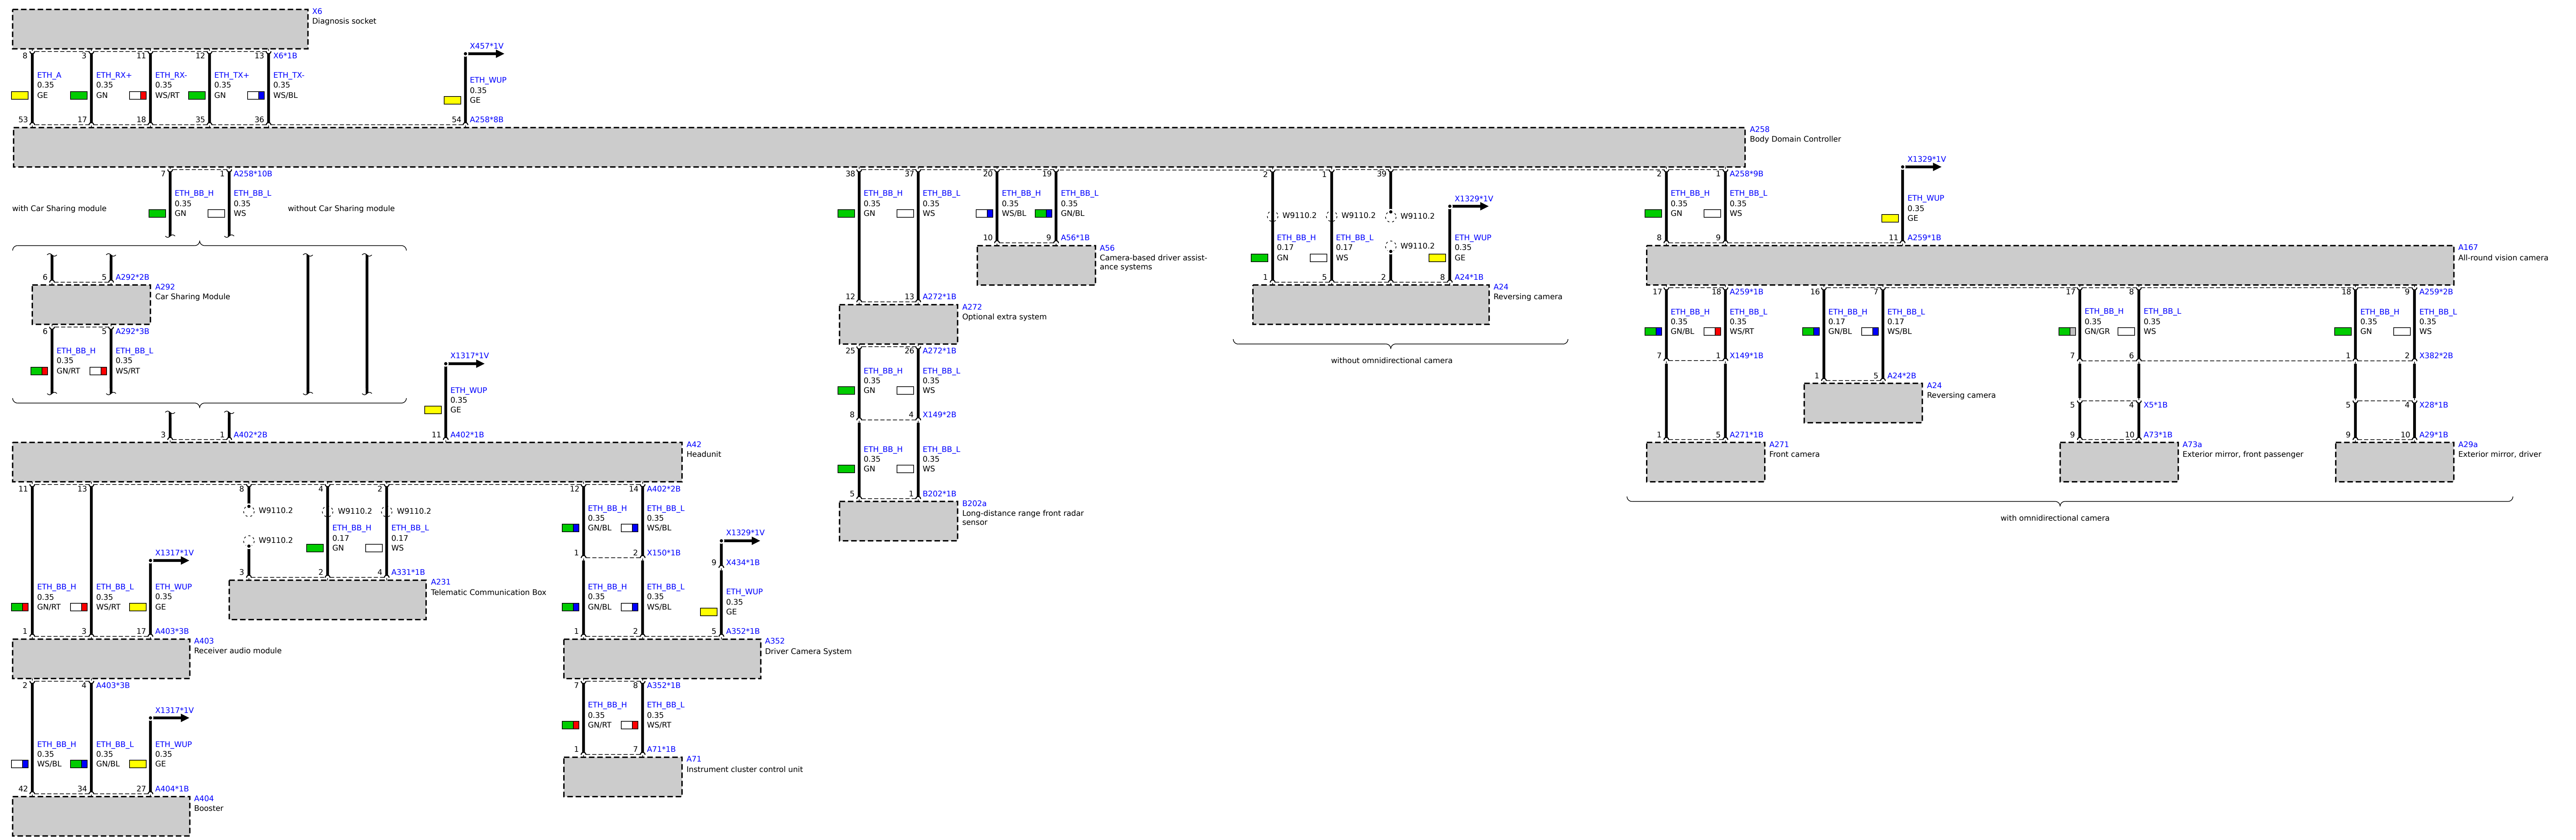 X6
Diagnosis socket
8 3 11 12 13 X6*1B
ETH_A
0.35
GE
ETH_RX+
0.35
GN
ETH_RX-
0.35
WS/RT
ETH_TX+
0.35
GN
ETH_TX-
0.35
WS/BL
X457*1V
ETH_WUP
0.35
GE
53 17 18 35 36 54 A258*8B
A258
Body Domain Controller
7 1 A258*10B
with Car Sharing module
ETH_BB_H
0.35
GN
ETH_BB_L
0.35
WS
without Car Sharing module
6 5 A292*2B
A292
Car Sharing Module
6 5 A292*3B
ETH_BB_H
0.35
GN/RT
ETH_BB_L
0.35
WS/RT
X1317*1V
ETH_WUP
0.35
GE
3 1 A402*2B
11 A402*1B
A42
Headunit
11 13 8 4 2 12 14 A402*2B
W9110.2
W9110.2
W9110.2
W9110.2
ETH_BB_H
0.17
GN
ETH_BB_L
0.17
WS
3 2 4 A331*1B
A231
Telematic Communication Box
X1317*1V
ETH_BB_H
0.35
GN/RT
ETH_BB_L
0.35
WS/RT
ETH_WUP
0.35
GE
1 3 17 A403*3B
A403
Receiver audio module
2 4 A403*3B
X1317*1V
ETH_BB_H
0.35
WS/BL
ETH_BB_L
0.35
GN/BL
ETH_WUP
0.35
GE
42 34 27 A404*1B
A404
Booster
ETH_BB_H
0.35
GN/BL
ETH_BB_L
0.35
WS/BL
1 2 X150*1B
X1329*1V
9 X434*1B
ETH_BB_H
0.35
GN/BL
ETH_BB_L
0.35
WS/BL
ETH_WUP
0.35
GE
1 2 5 A352*1B
A352
Driver Camera System
7 8 A352*1B
ETH_BB_H
0.35
GN/RT
ETH_BB_L
0.35
WS/RT
1 7 A71*1B
A71
Instrument cluster control unit
38 37 20 19 2 1 39 2 1 A258*9B
ETH_BB_H
0.35
GN
ETH_BB_L
0.35
WS
12 13 A272*1B
A272
Optional extra system
25 26 A272*1B
ETH_BB_H
0.35
GN
ETH_BB_L
0.35
WS
8 4 X149*2B
ETH_BB_H
0.35
GN
ETH_BB_L
0.35
WS
5 1 B202*1B
B202a
Long-distance range front radar
sensor
ETH_BB_H
0.35
WS/BL
ETH_BB_L
0.35
GN/BL
10 9 A56*1B
A56
Camera-based driver assist-
ance systems
W9110.2
W9110.2
W9110.2
W9110.2
X1329*1V
ETH_BB_H
0.17
GN
ETH_BB_L
0.17
WS
ETH_WUP
0.35
GE
1 5 2 8 A24*1B
A24
Reversing camera
without omnidirectional camera
X1329*1V
ETH_BB_H
0.35
GN
ETH_BB_L
0.35
WS
ETH_WUP
0.35
GE
8 9 11 A259*1B
A167
All-round vision camera
17 18 A259*1B
16 7 17 8 18 9 A259*2B
ETH_BB_H
0.35
GN/BL
ETH_BB_L
0.35
WS/RT
7 1 X149*1B
1 5 A271*1B
A271
Front camera
ETH_BB_H
0.17
GN/BL
ETH_BB_L
0.17
WS/BL
1 5 A24*2B
A24
Reversing camera
ETH_BB_H
0.35
GN/GR
ETH_BB_L
0.35
WS
ETH_BB_H
0.35
GN
ETH_BB_L
0.35
WS
7 6 1 2 X382*2B
5 4 X5*1B
9 10 A73*1B
A73a
Exterior mirror, front passenger
5 4 X28*1B
9 10 A29*1B
A29a
Exterior mirror, driver
with omnidirectional camera